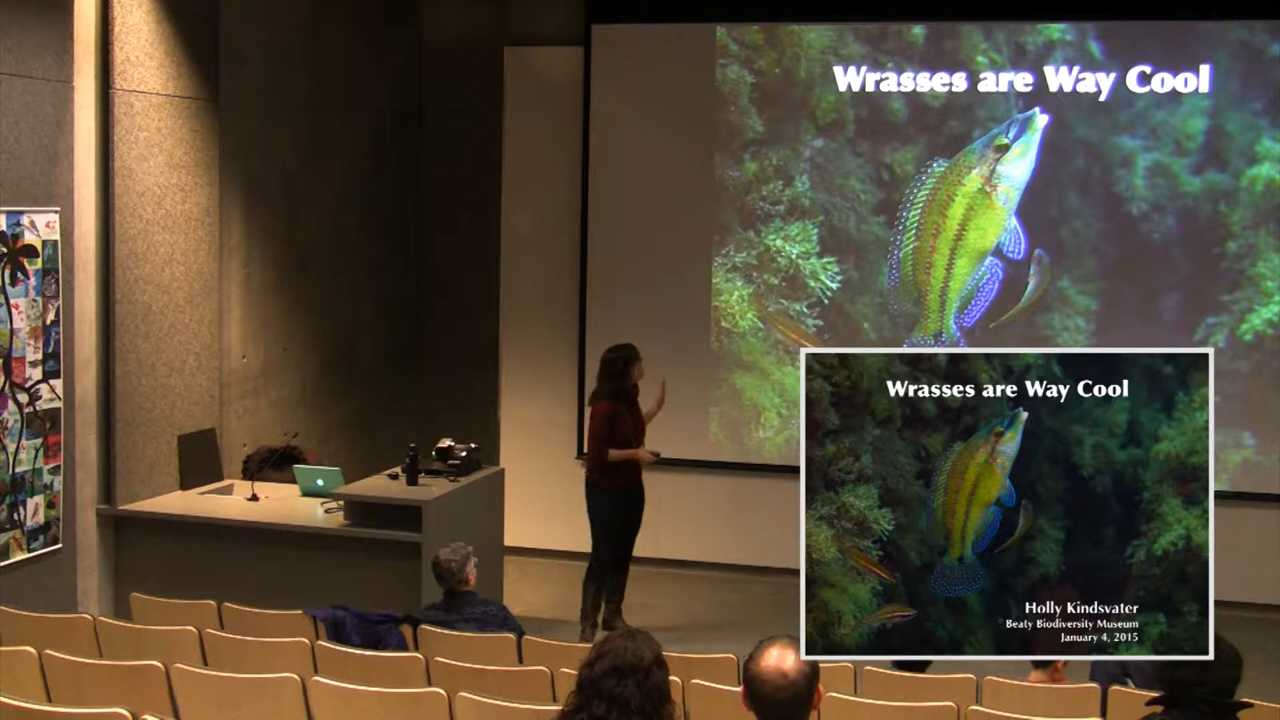 Wrasses are Way Cool
Wrasses are Way Cool
Holly Kindsvater
Beaty Biodiversity Museum
January 4, 2015